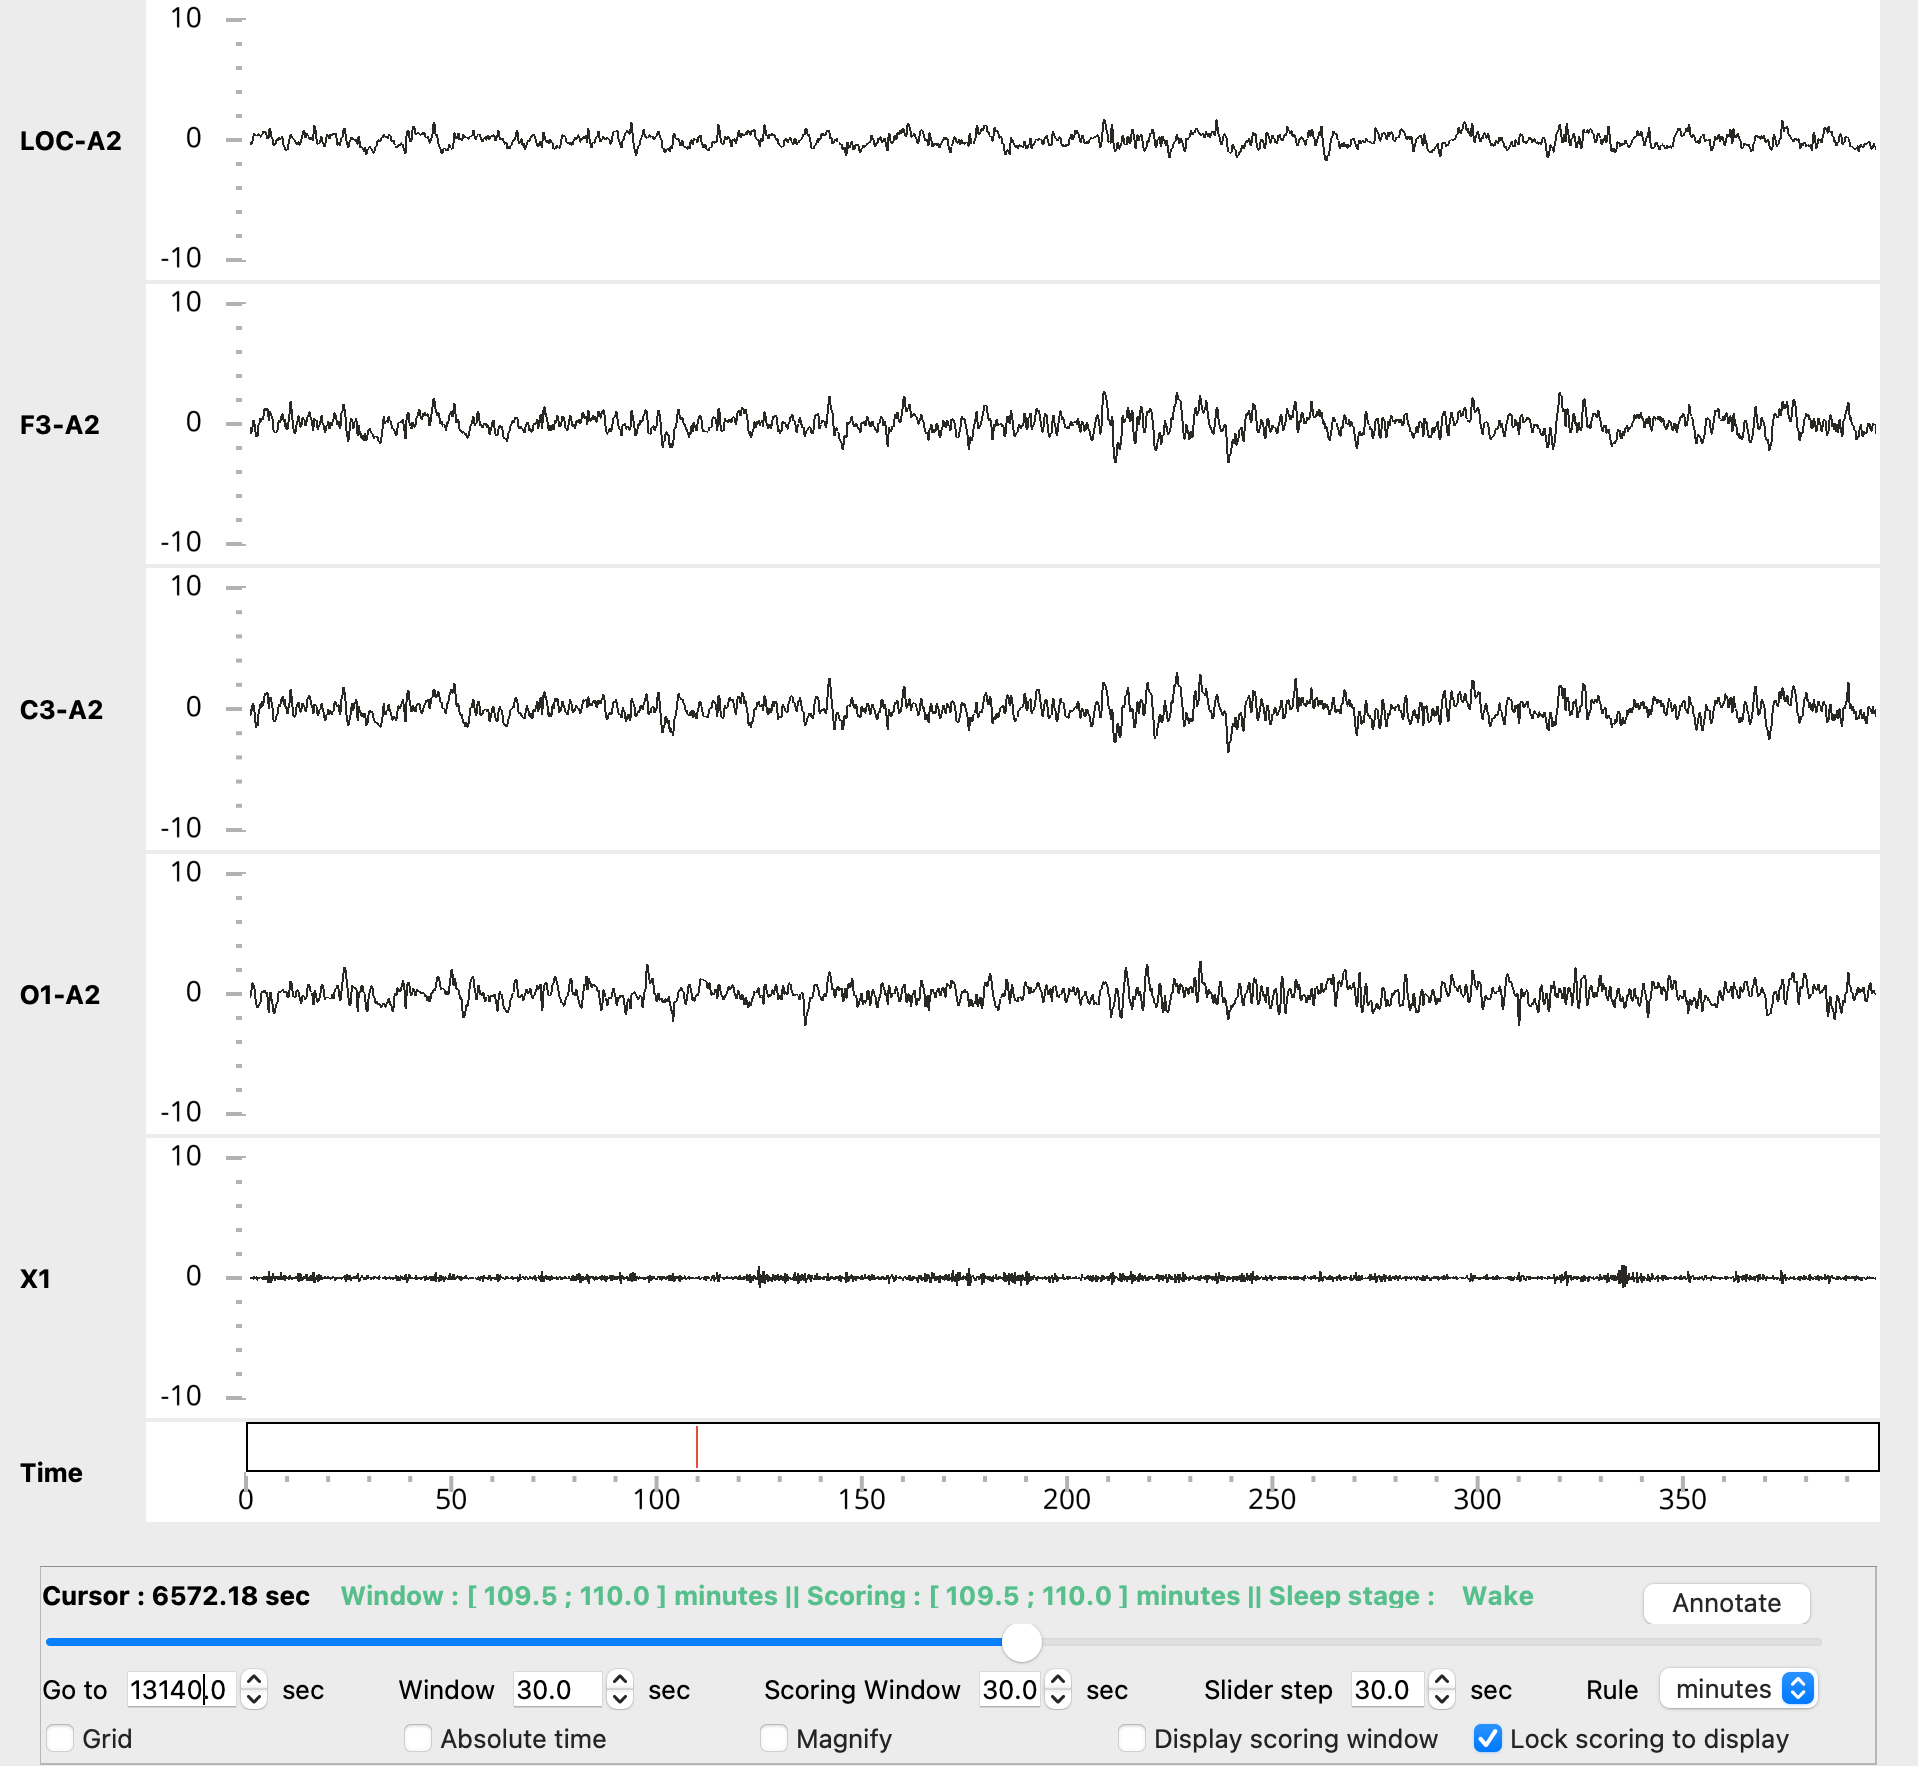 10
LOC-A2 0
-10
10
F3-A2 0
-10
10
C3-A2 0
-10
10
O1-A2 0
-10
10
X1 0
-10
Time
0 50 100 150 200 250 300 350
Cursor : 6572.18 sec Window : [ 109.5 ; 110.0 ] minutes || Scoring : [ 109.5 ; 110.0 ] minutes || Sleep stage : Wake Annotate
Go to 13140.0 sec Window 30.0 sec Scoring Window 30.0 sec Slider step 30.0 sec Rule minutes
Grid Absolute time Magnify Display scoring window Lock scoring to display